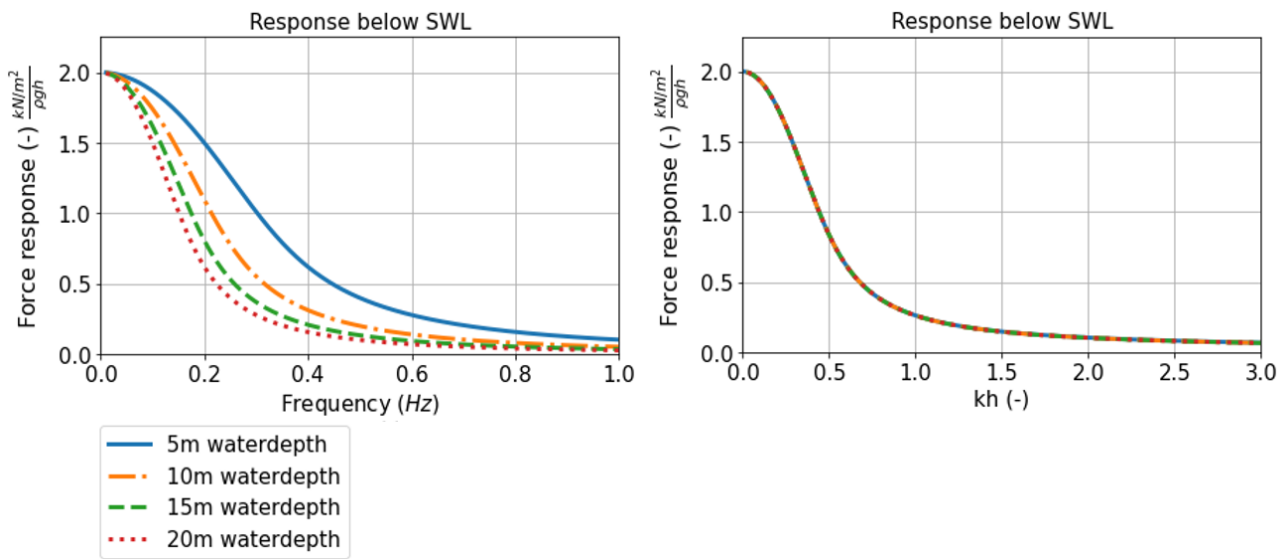 Response below SWL
2.0
1.5
1.0
0.5
0.0
Force response (-) kN/m²/ρgh
0.0 0.2 0.4 0.6 0.8 1.0
Frequency (Hz)
5m waterdepth
10m waterdepth
15m waterdepth
20m waterdepth
Response below SWL
2.0
1.5
1.0
0.5
0.0
Force response (-) kN/m²/ρgh
0.0 0.5 1.0 1.5 2.0 2.5 3.0
kh (-)